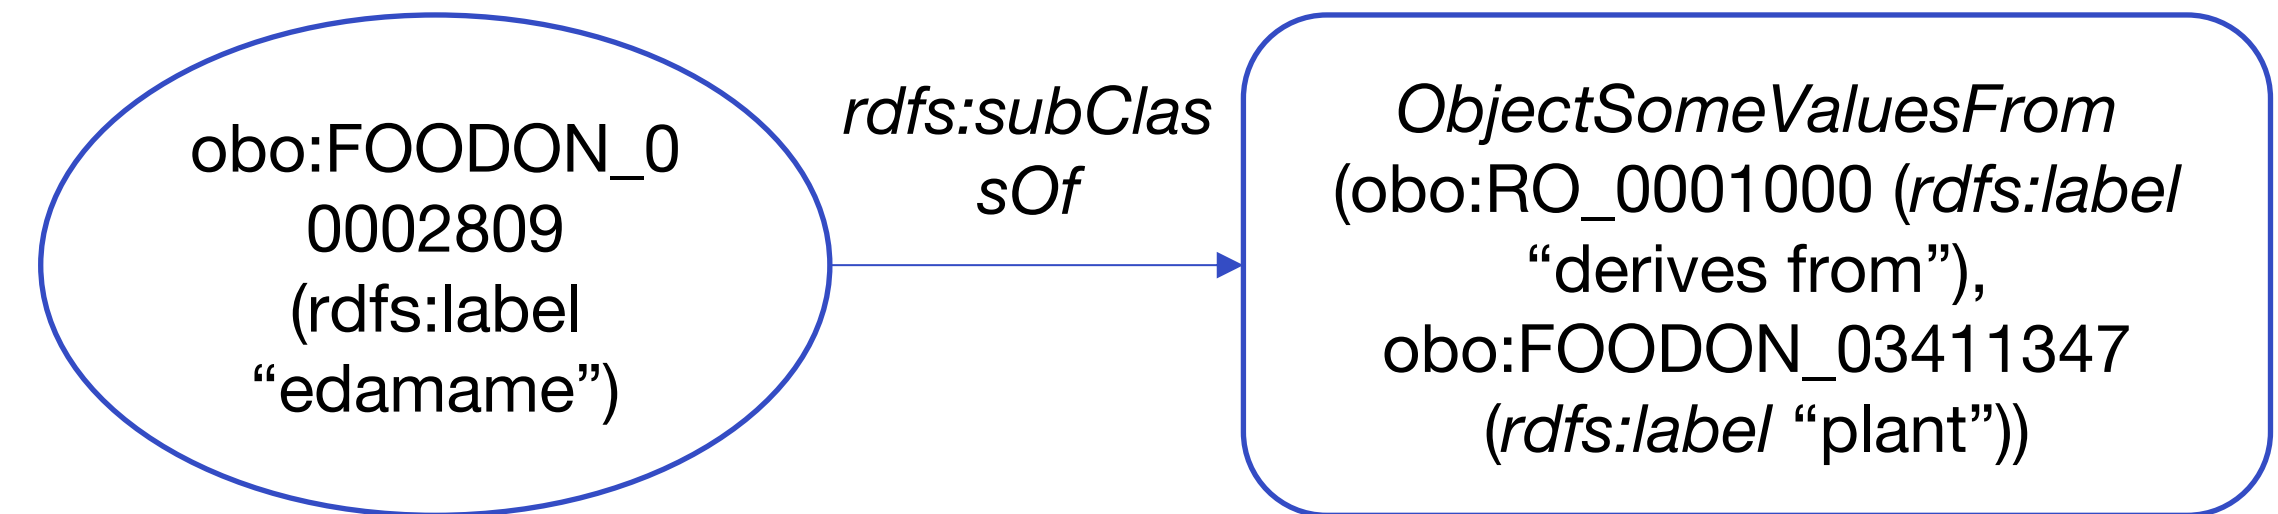 obo:FOODON_0
0002809
(rdfs:label
“edamame”)
rdfs:subClas
sOf
ObjectSomeValuesFrom
(obo:RO_0001000 (rdfs:label
“derives from”),
obo:FOODON_03411347
(rdfs:label “plant”))